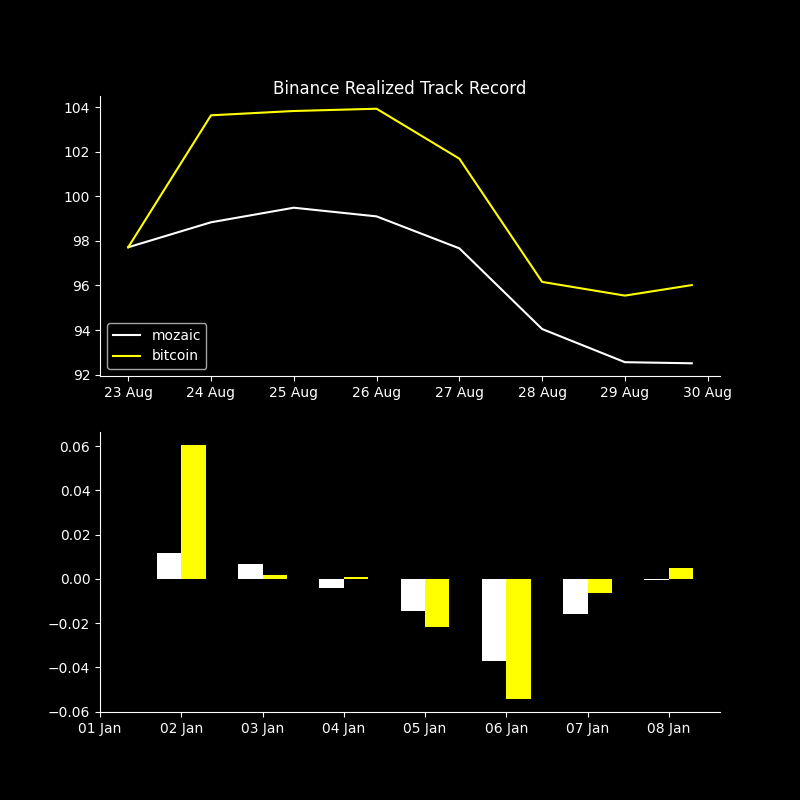 Binance Realized Track Record
104
102
100
98
96
94
92
mozaic
bitcoin
23 Aug 24 Aug 25 Aug 26 Aug 27 Aug 28 Aug 29 Aug 30 Aug
0.06
0.04
0.02
0.00
−0.02
−0.04
−0.06
01 Jan 02 Jan 03 Jan 04 Jan 05 Jan 06 Jan 07 Jan 08 Jan